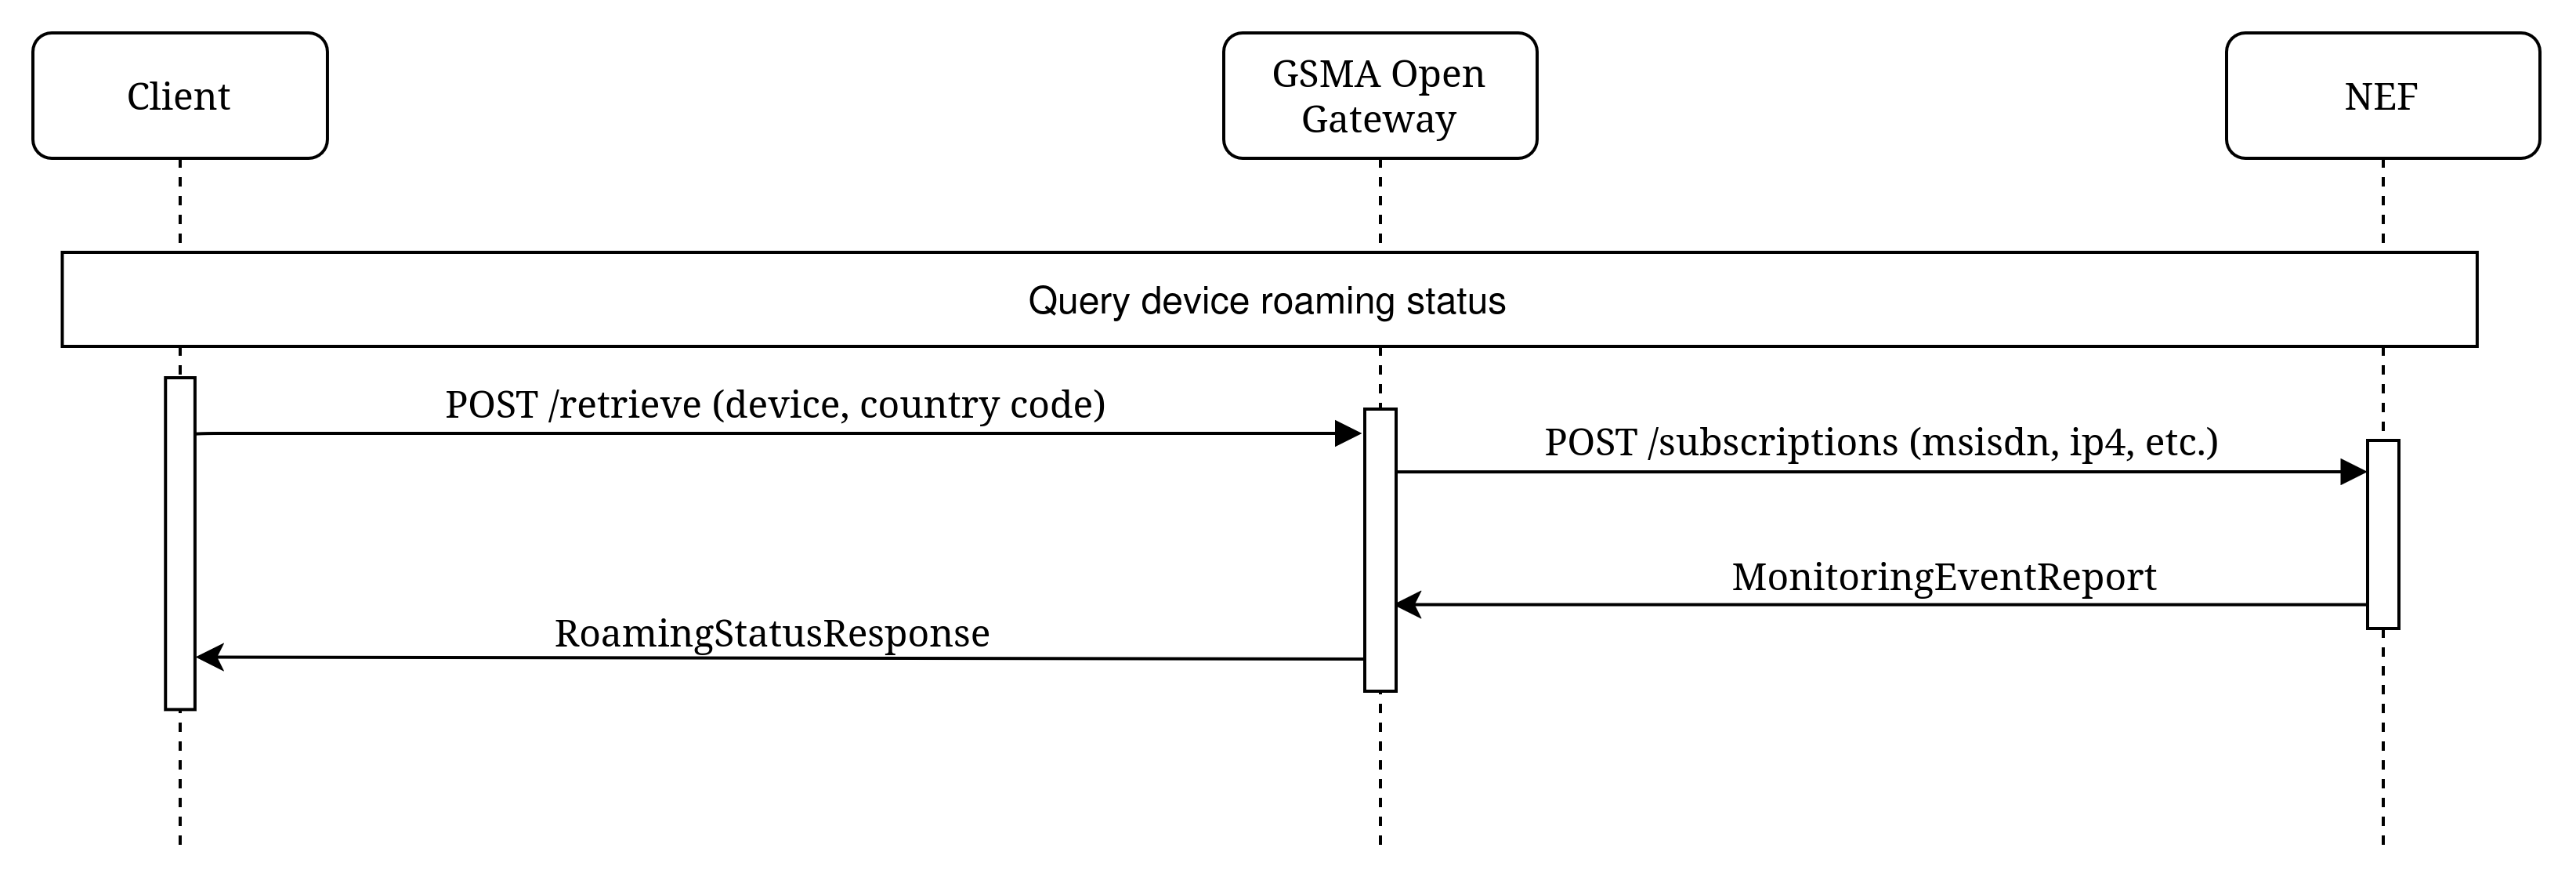 Client
GSMA Open
Gateway
NEF
Query device roaming status
POST /retrieve (device, country code)
POST /subscriptions (msisdn, ip4, etc.)
MonitoringEventReport
RoamingStatusResponse